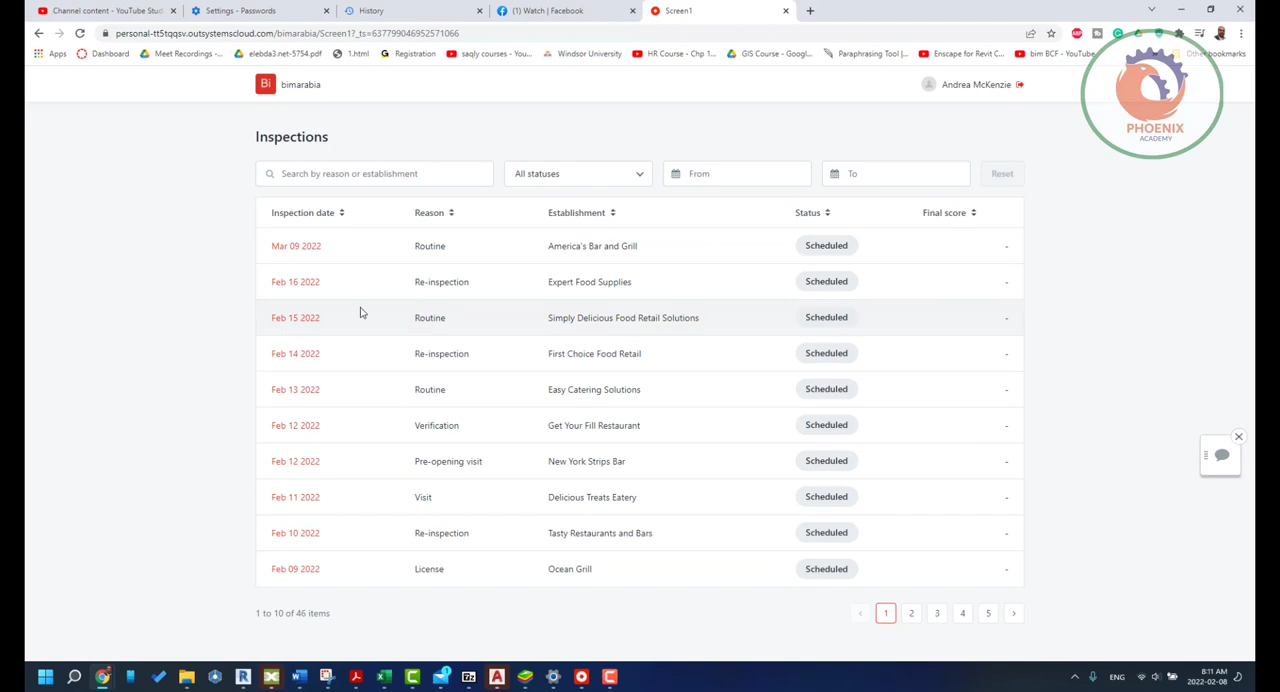 Channel content - YouTube Stud
Settings - Passwords
History
(1) Watch | Facebook
Screen1
personal-tt5tqqsv.outsystemscloud.com/bimarabia/Screen1?_ts=637799046952571066
Apps
Dashboard
Meet Recordings -...
elebda3.net-5754.pdf
1.html
Registration
saqly courses - You...
Windsor University
HR Course - Chp 1...
GIS Course - Googl...
Paraphrasing Tool |...
Enscape for Revit C...
bim BCF - YouTube
Other bookmarks
PHOENIX
ACADEMY
Bi bimarabia
Andrea McKenzie
Inspections
Search by reason or establishment
All statuses
From
To
Reset
Inspection date Reason Establishment Status Final score
Mar 09 2022 Routine America's Bar and Grill Scheduled -
Feb 16 2022 Re-inspection Expert Food Supplies Scheduled -
Feb 15 2022 Routine Simply Delicious Food Retail Solutions Scheduled -
Feb 14 2022 Re-inspection First Choice Food Retail Scheduled -
Feb 13 2022 Routine Easy Catering Solutions Scheduled -
Feb 12 2022 Verification Get Your Fill Restaurant Scheduled -
Feb 12 2022 Pre-opening visit New York Strips Bar Scheduled -
Feb 11 2022 Visit Delicious Treats Eatery Scheduled -
Feb 10 2022 Re-inspection Tasty Restaurants and Bars Scheduled -
Feb 09 2022 License Ocean Grill Scheduled -
1 to 10 of 46 items
< 1 2 3 4 5 >
ENG
8:11 AM
2022-02-08